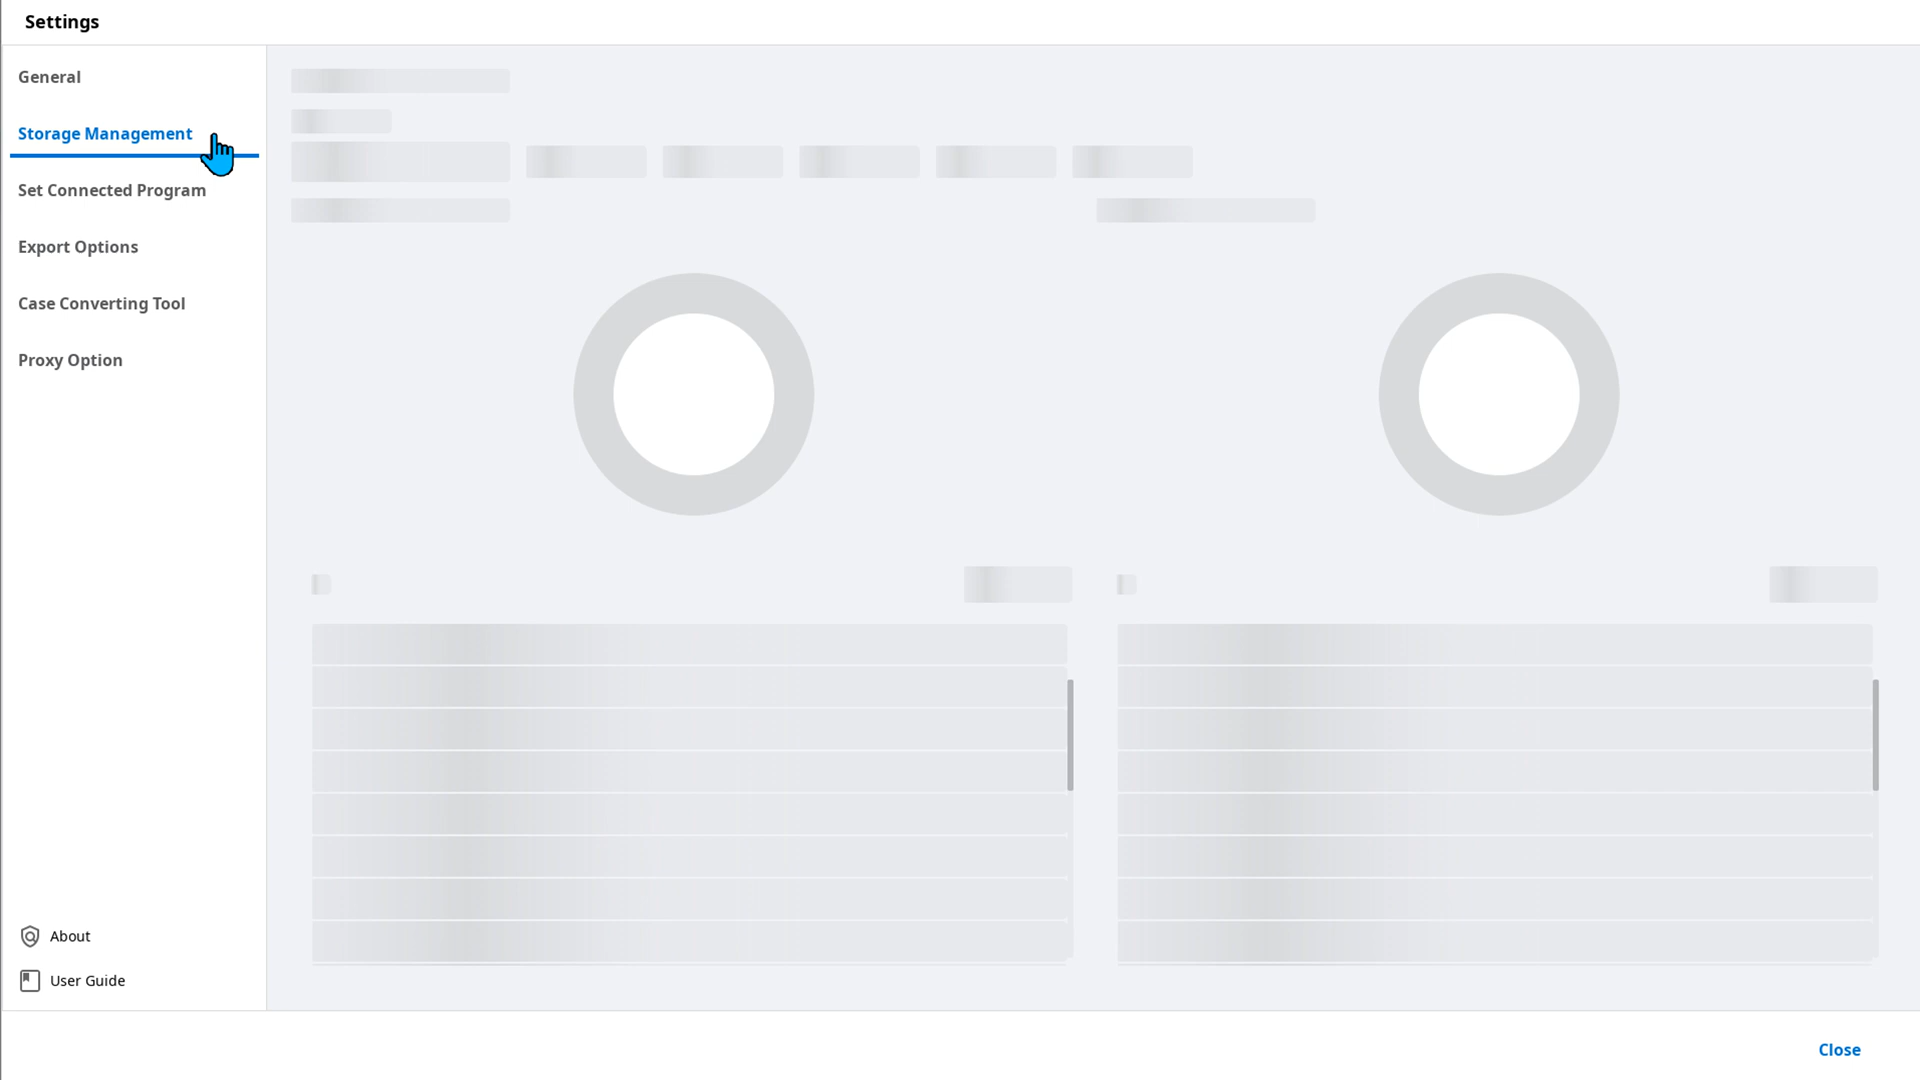 Settings
General
Storage Management
Set Connected Program
Export Options
Case Converting Tool
Proxy Option
About
User Guide
Close